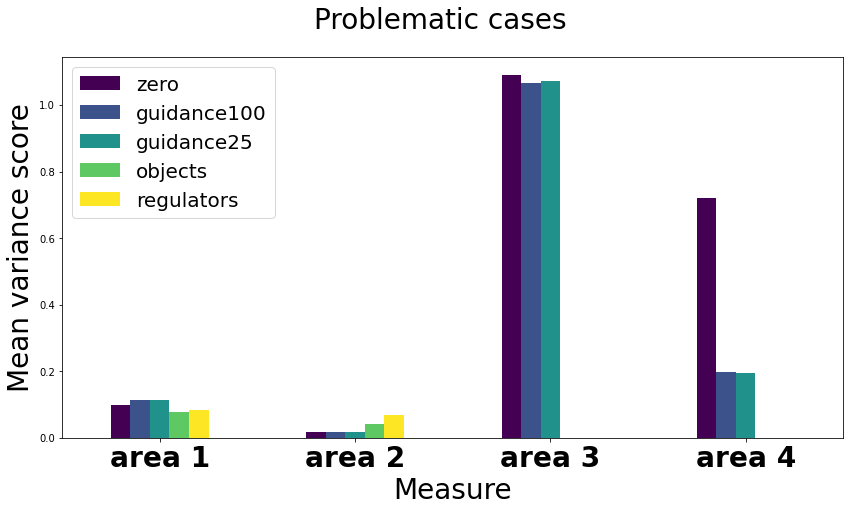 Problematic cases
Mean variance score
1.0
0.8
0.6
0.4
0.2
0.0
zero
guidance100
guidance25
objects
regulators
area 1 area 2 area 3 area 4
Measure